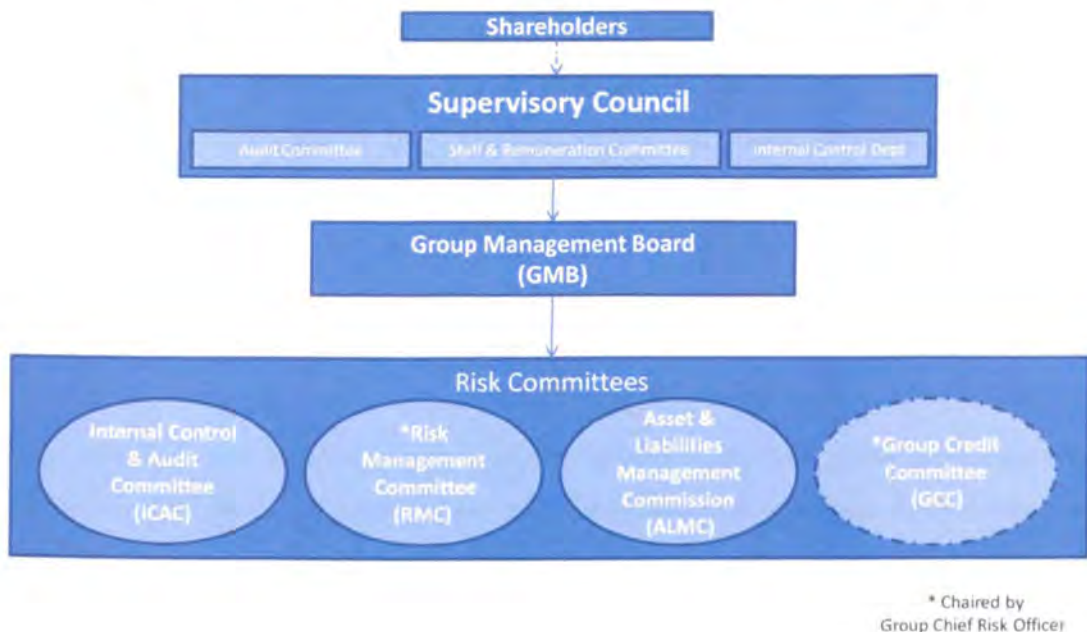 Shareholders
Supervisory Council
Audit Committee
Staff & Remuneration Committee
Internal Control Dept
Group Management Board
(GMB)
Risk Committees
Internal Control
& Audit
Committee
(ICAC)
*Risk
Management
Committee
(RMC)
Asset &
Liabilities
Management
Commission
(ALMC)
*Group Credit
Committee
(GCC)
* Chaired by
Group Chief Risk Officer